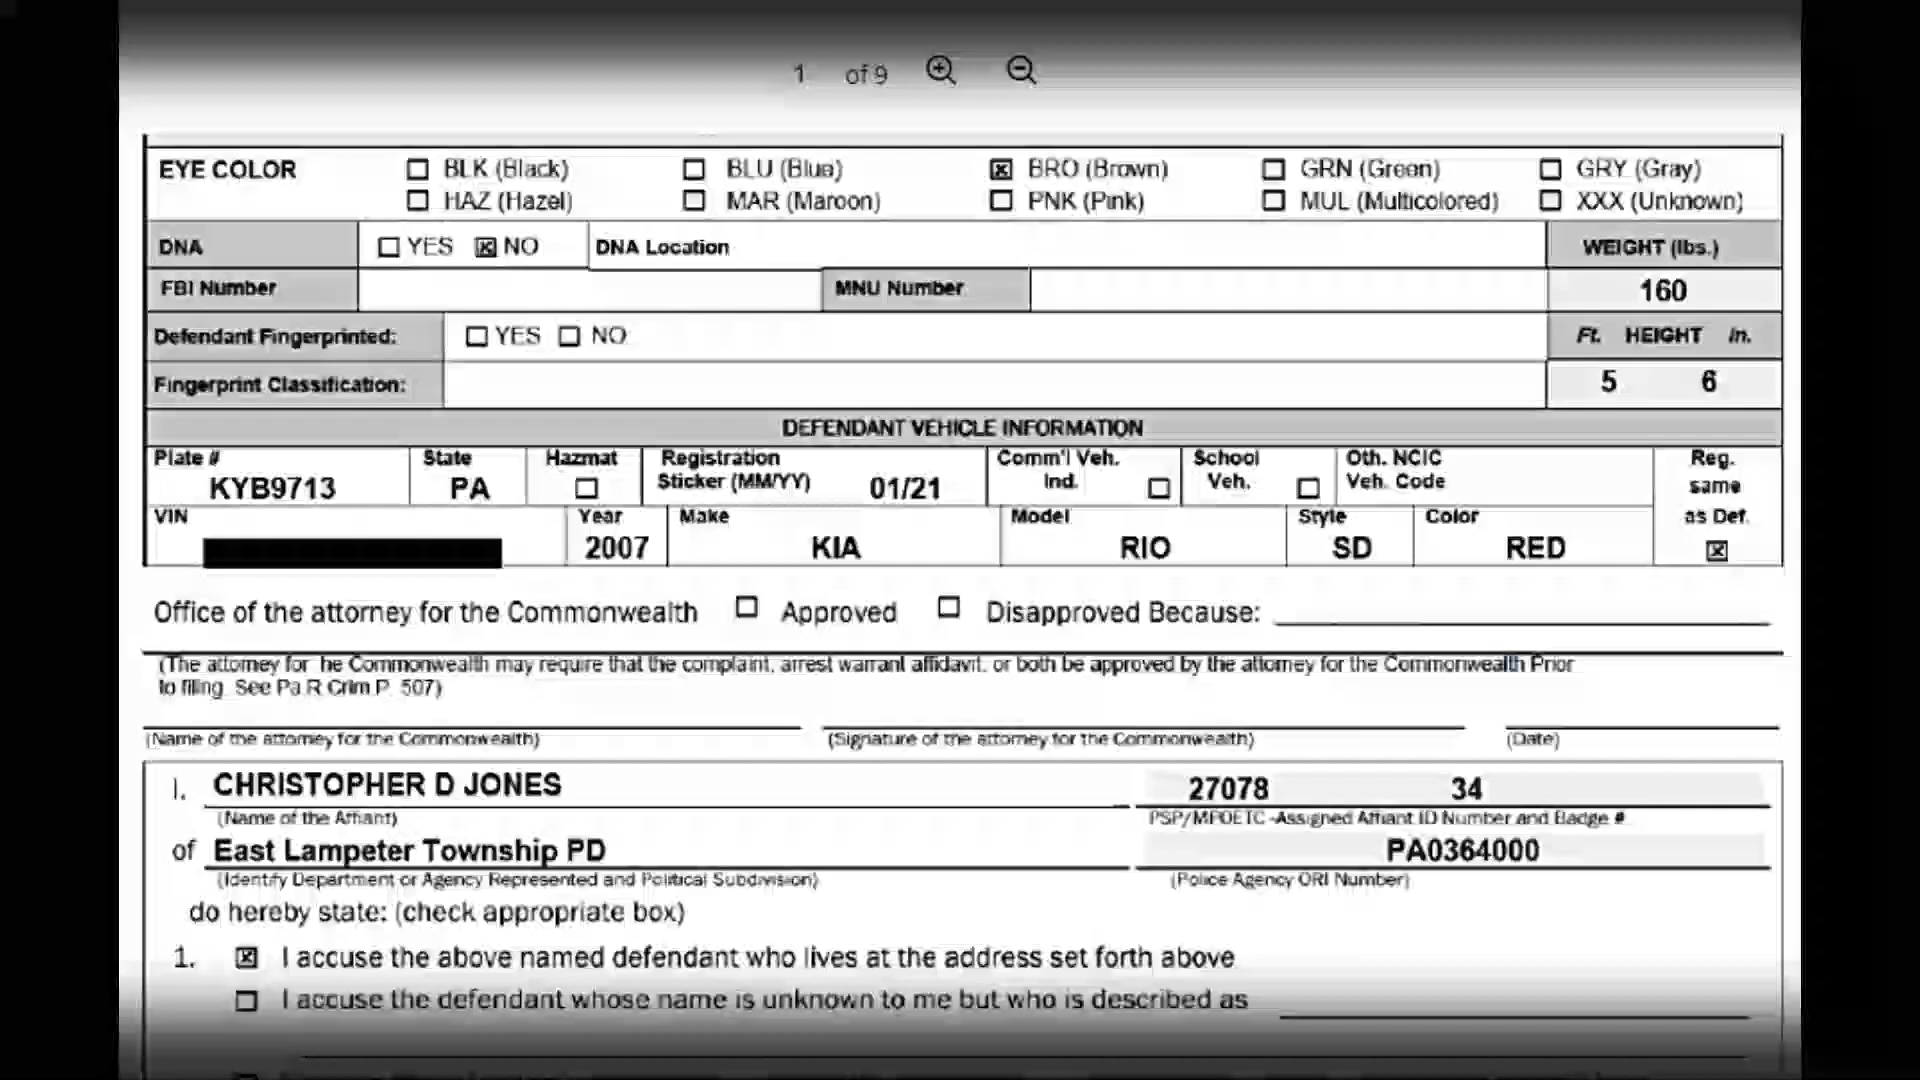 1 of 9
EYE COLOR BLK (Black) BLU (Blue) BRO (Brown) GRN (Green) GRY (Gray)
HAZ (Hazel) MAR (Maroon) PNK (Pink) MUL (Multicolored) XXX (Unknown)
DNA YES NO DNA Location WEIGHT (lbs.)
FBI Number MNU Number 160
Defendant Fingerprinted: YES NO Ft. HEIGHT In.
Fingerprint Classification: 5 6
DEFENDANT VEHICLE INFORMATION
Plate # State Hazmat Registration Comm'l Veh. School Oth. NCIC Reg.
KYB9713 PA Sticker (MM/YY) 01/21 Ind. Veh. Veh. Code same
VIN Year Make Model Style Color as Def.
2007 KIA RIO SD RED
Office of the attorney for the Commonwealth Approved Disapproved Because:
(The attorney for he Commonwealth may require that the complaint, arrest warrant affidavit, or both be approved by the attorney for the Commonwealth Prior
to filing See Pa R Crim P 507)
(Name of the attorney for the Commonwealth) (Signature of the attorney for the Commonwealth) (Date)
I, CHRISTOPHER D JONES 27078 34
(Name of the Affiant) PSP/MPOETC -Assigned Affiant ID Number and Badge #
of East Lampeter Township PD PA0364000
(Identify Department or Agency Represented and Political Subdivision) (Police Agency ORI Number)
do hereby state: (check appropriate box)
1. I accuse the above named defendant who lives at the address set forth above
I accuse the defendant whose name is unknown to me but who is described as